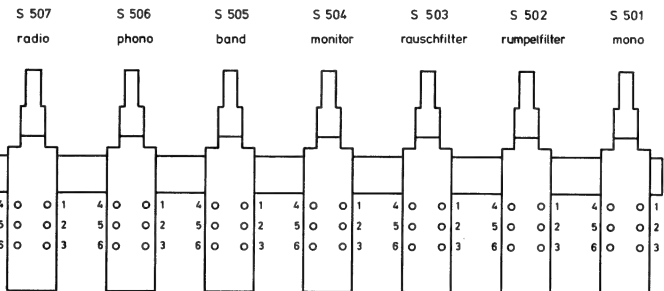 S 507 S 506 S 505 S 504 S 503 S 502 S 501
radio phono band monitor rauschfilter rumpelfilter mono
4 1 4 1 4 1 4 1 4 1 4 1 4 1
5 2 5 2 5 2 5 2 5 2 5 2 5 2
6 3 6 3 6 3 6 3 6 3 6 3 6 3